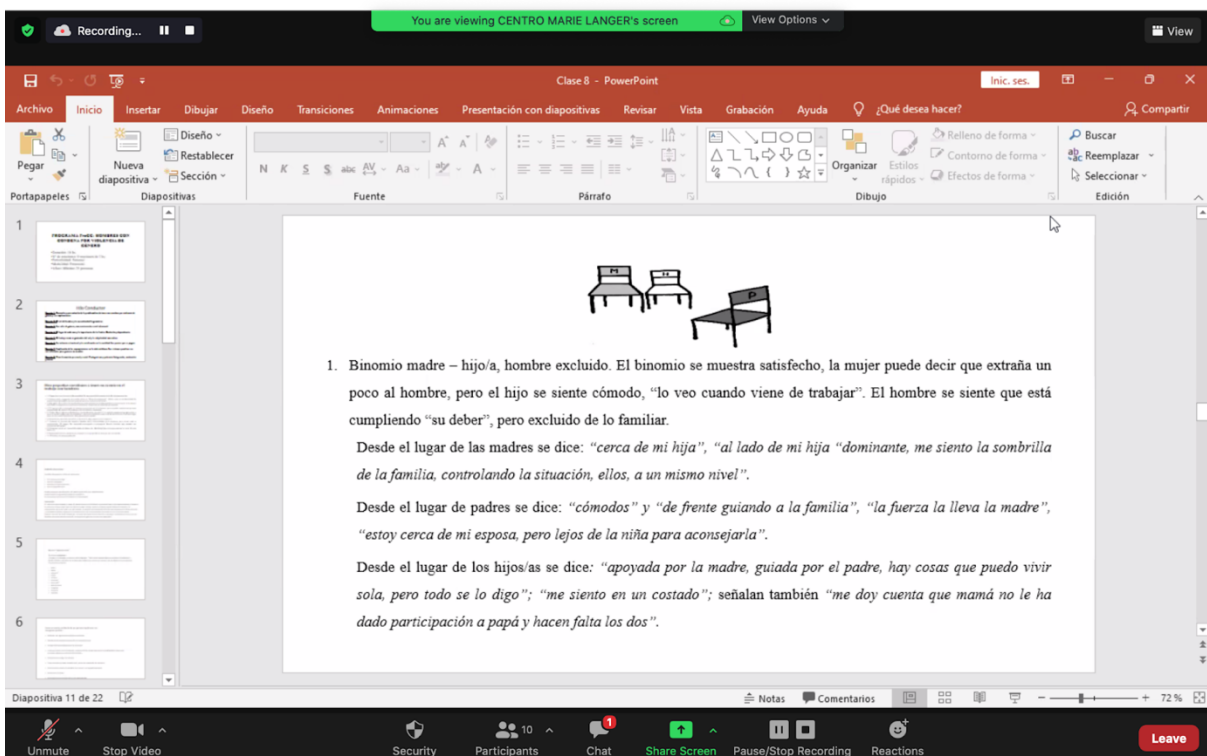 You are viewing CENTRO MARIE LANGER's screen
View Options
Recording...
View
Clase 8 - PowerPoint
Inic. ses.
Archivo
Inicio
Insertar
Dibujar
Diseño
Transiciones
Animaciones
Presentación con diapositivas
Revisar
Vista
Grabación
Ayuda
¿Qué desea hacer?
Compartir
Pegar
Nueva
diapositiva
Diseño
Restablecer
Sección
N K S S abc AV Aa A
Organizar
Estilos
rápidos
Relleno de forma
Contorno de forma
Efectos de forma
Buscar
Reemplazar
Seleccionar
Portapapeles
Diapositivas
Fuente
Párrafo
Dibujo
Edición
1
2
3
4
5
6
M
H
P
1. Binomio madre – hijo/a, hombre excluido. El binomio se muestra satisfecho, la mujer puede decir que extraña un
poco al hombre, pero el hijo se siente cómodo, “lo veo cuando viene de trabajar”. El hombre se siente que está
cumpliendo “su deber”, pero excluido de lo familiar.
Desde el lugar de las madres se dice: “cerca de mi hija”, “al lado de mi hija “dominante, me siento la sombrilla
de la familia, controlando la situación, ellos, a un mismo nivel”.
Desde el lugar de padres se dice: “cómodos” y “de frente guiando a la familia”, “la fuerza la lleva la madre”,
“estoy cerca de mi esposa, pero lejos de la niña para aconsejarla”.
Desde el lugar de los hijos/as se dice: “apoyada por la madre, guiada por el padre, hay cosas que puedo vivir
sola, pero todo se lo digo”; “me siento en un costado”; señalan también “me doy cuenta que mamá no le ha
dado participación a papá y hacen falta los dos”.
Diapositiva 11 de 22
Notas
Comentarios
72 %
Unmute
Stop Video
Security
10
Participants
1
Chat
Share Screen
Pause/Stop Recording
Reactions
Leave